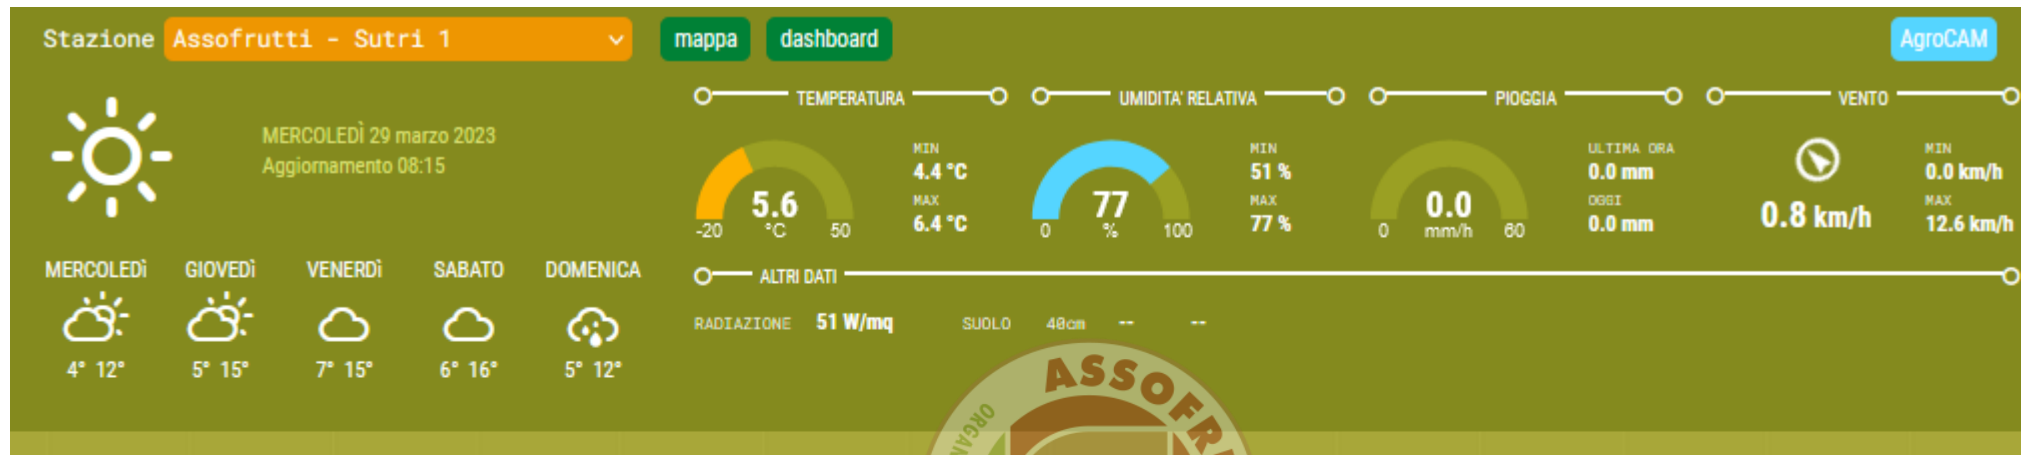 Stazione Assofrutti - Sutri 1 mappa dashboard AgroCAM
MERCOLEDÌ 29 marzo 2023
Aggiornamento 08:15
TEMPERATURA
5.6
°C
-20 50
MIN
4.4 °C
MAX
6.4 °C
UMIDITA' RELATIVA
77
%
0 100
MIN
51 %
MAX
77 %
PIOGGIA
0.0
mm/h
0 60
ULTIMA ORA
0.0 mm
OGGI
0.0 mm
VENTO
0.8 km/h
MIN
0.0 km/h
MAX
12.6 km/h
MERCOLEDÌ GIOVEDÌ VENERDÌ SABATO DOMENICA
4° 12° 5° 15° 7° 15° 6° 16° 5° 12°
ALTRI DATI
RADIAZIONE 51 W/mq SUOLO 40cm -- --
ASSOFR
ORGAN